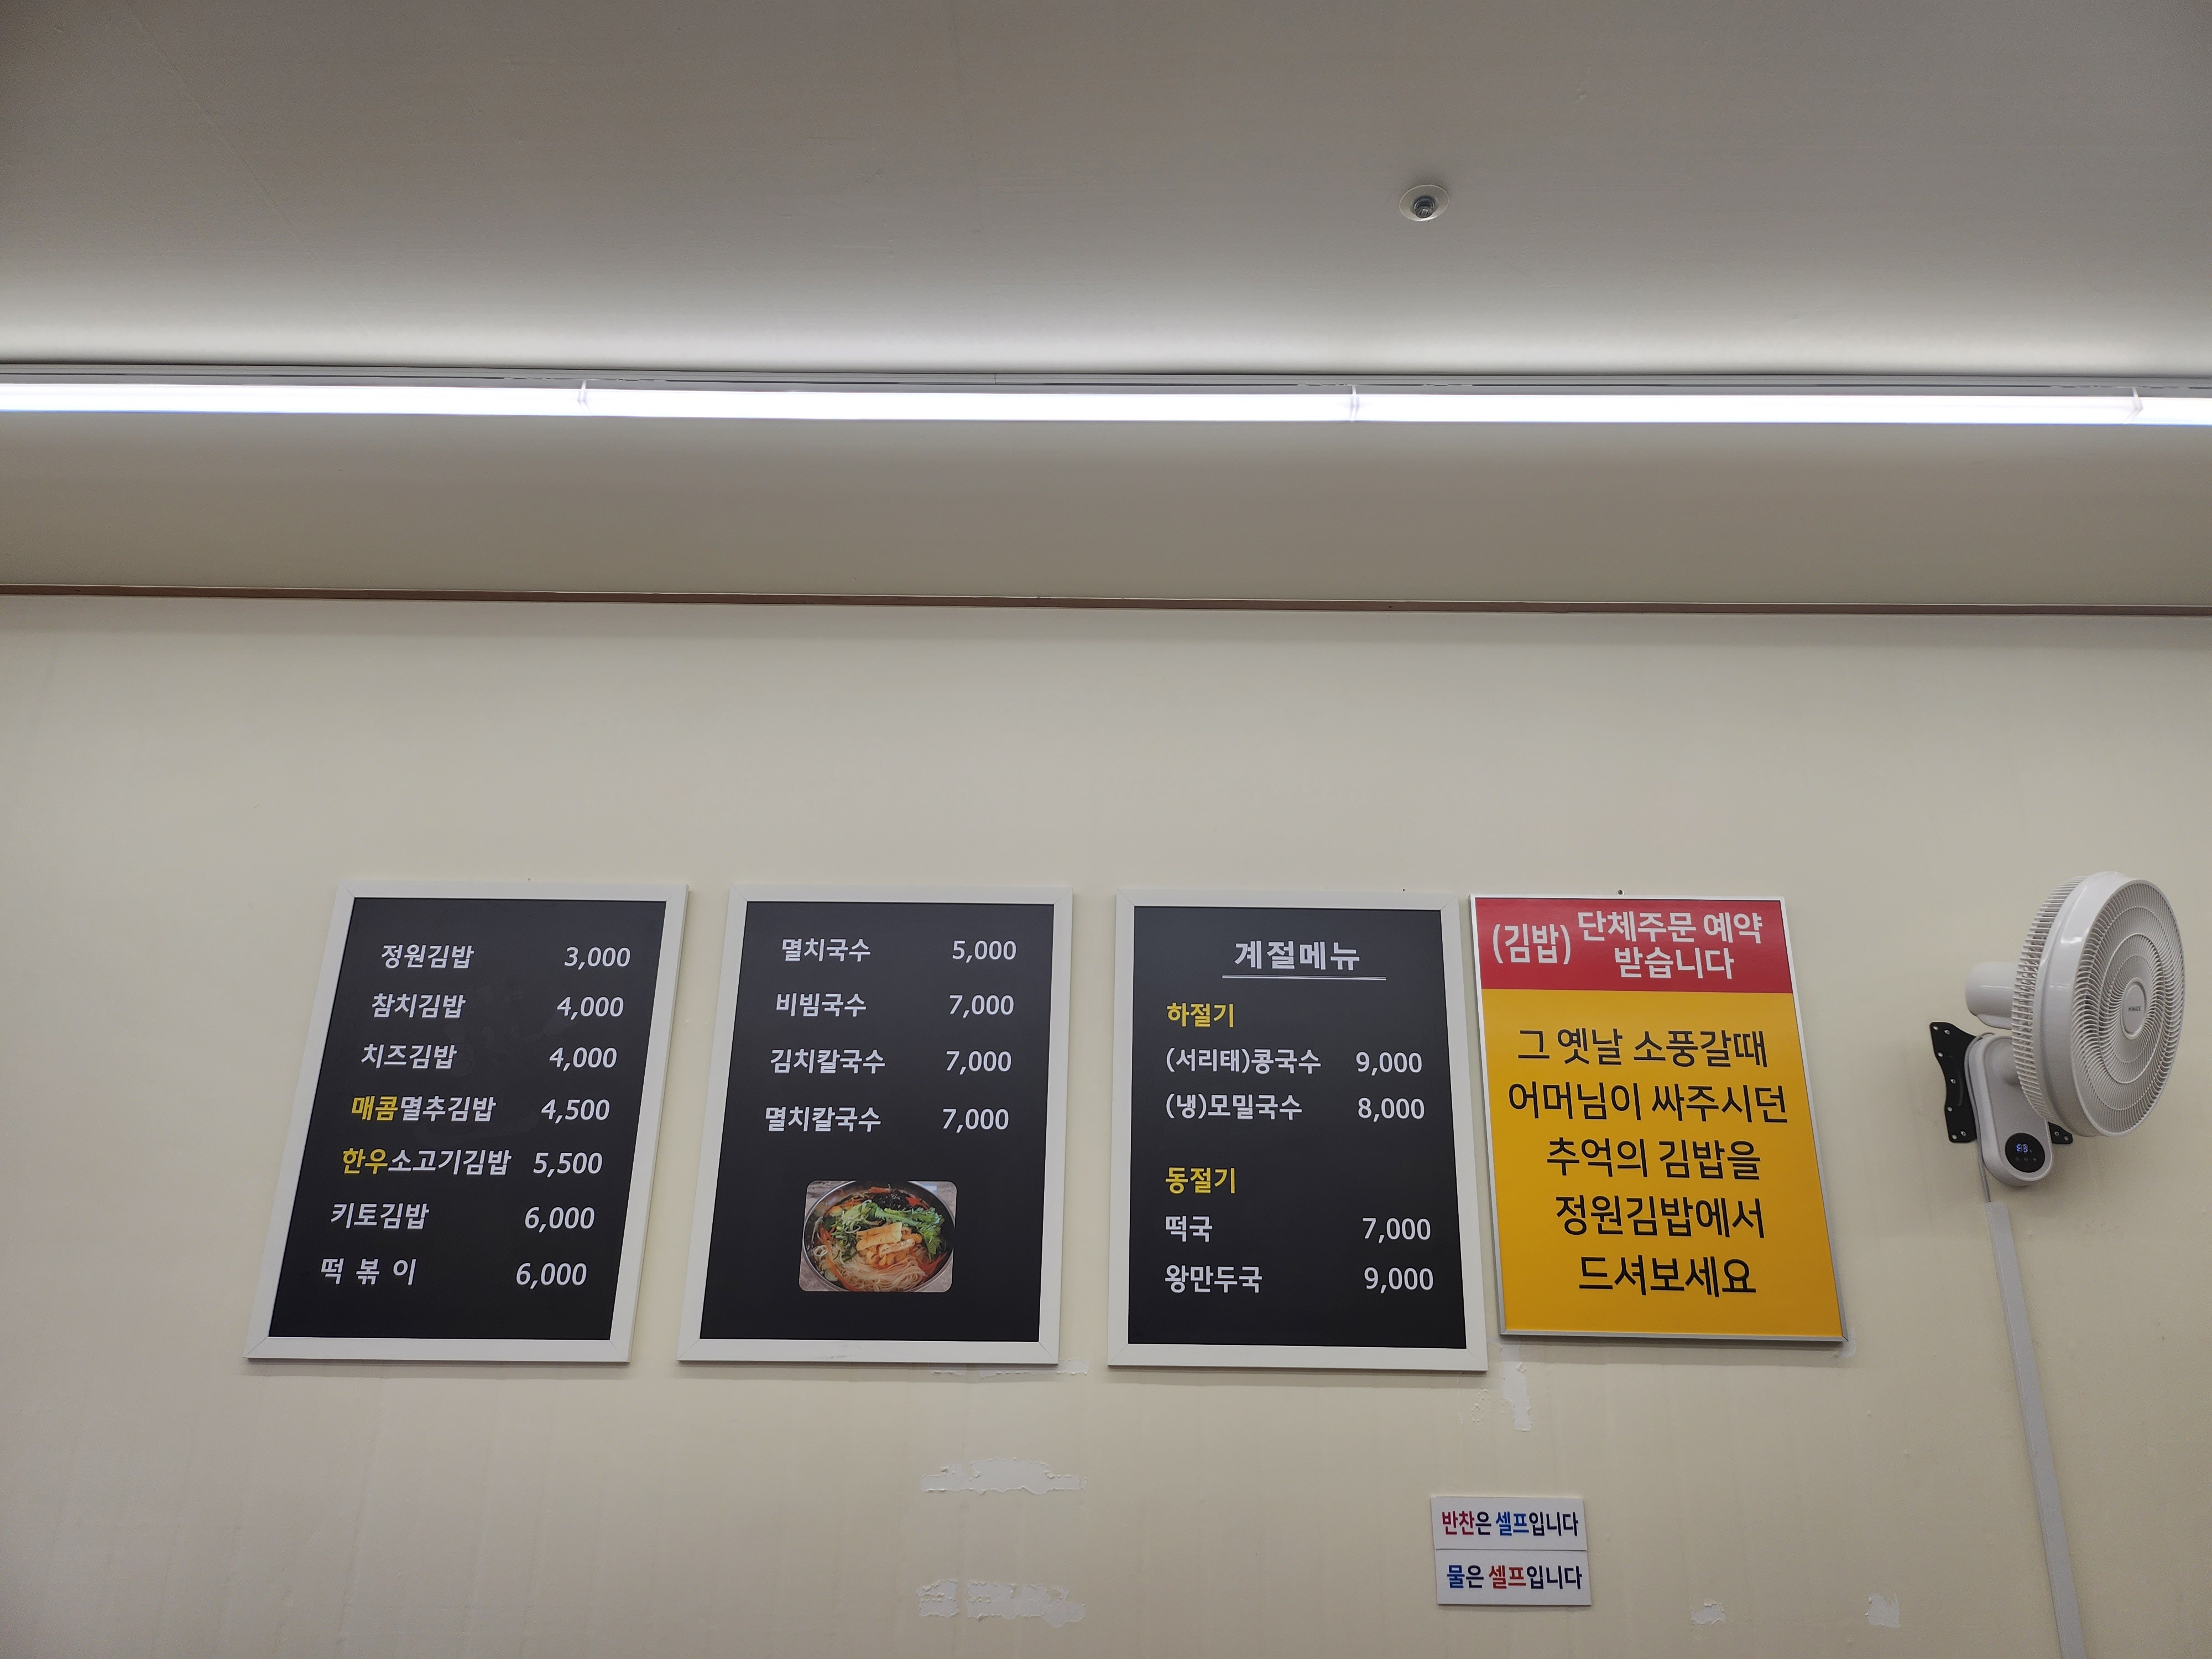 정원김밥 3,000
참치김밥 4,000
치즈김밥 4,000
매콤멸추김밥 4,500
한우소고기김밥 5,500
키토김밥 6,000
떡 볶 이 6,000
멸치국수 5,000
비빔국수 7,000
김치칼국수 7,000
멸치칼국수 7,000
계절메뉴
하절기
(서리태)콩국수 9,000
(냉)모밀국수 8,000
동절기
떡국 7,000
왕만두국 9,000
(김밥) 단체주문 예약
받습니다
그 옛날 소풍갈때
어머님이 싸주시던
추억의 김밥을
정원김밥에서
드셔보세요
반찬은 셀프입니다
물은 셀프입니다